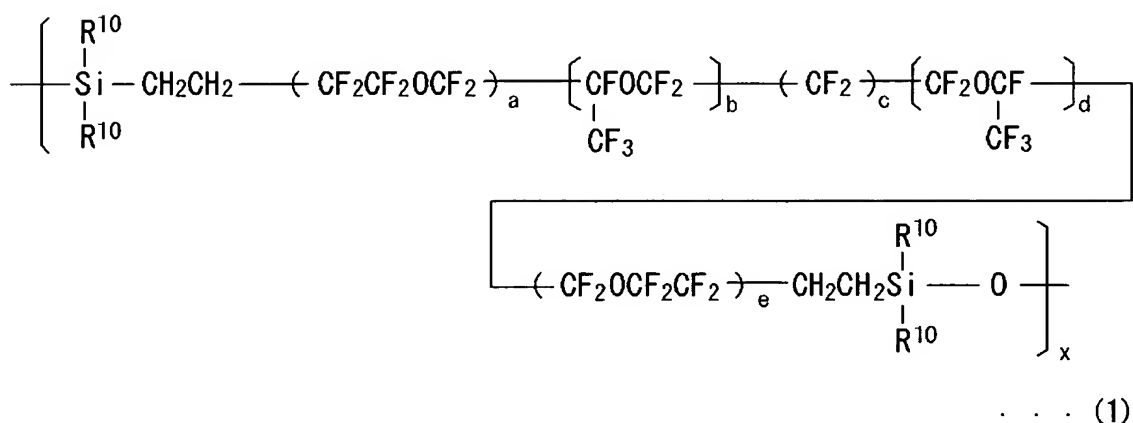 R¹⁰ 
Si—CH₂CH₂—(CF₂CF₂OCF₂)ₐ—[CFOCF₂]b—(CF₂)c—[CF₂OCF]d
R¹⁰ CF₃ CF₃
R¹⁰
(CF₂OCF₂CF₂)e—CH₂CH₂Si—O—]x
R¹⁰
. . . (1)